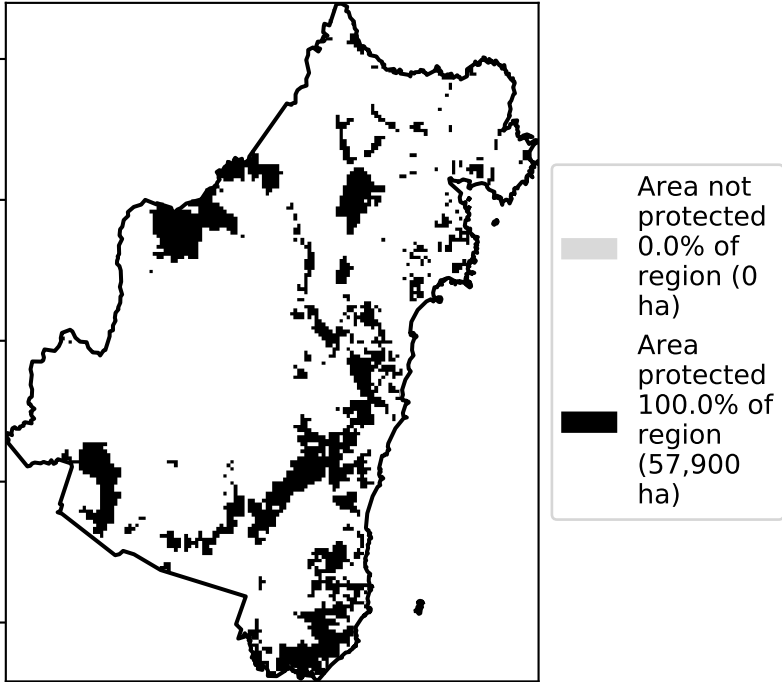 Area not
protected
0.0% of
region (0
ha)
Area
protected
100.0% of
region
(57,900
ha)